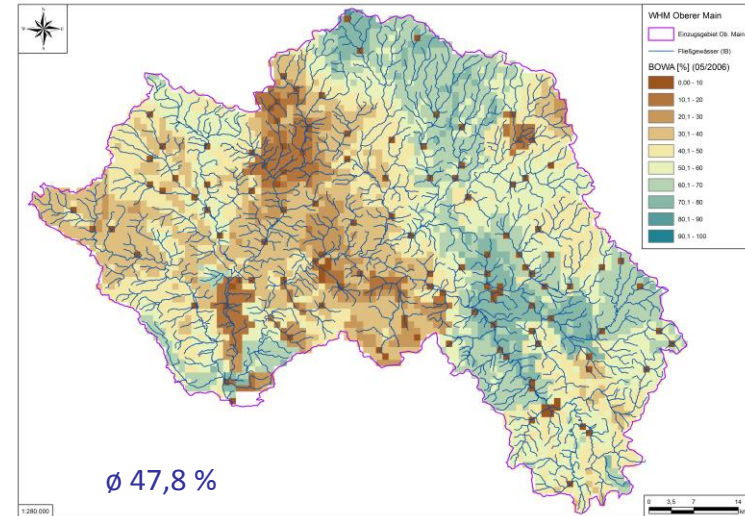 N
W
E
S
WHM Oberer Main
Einzugsgebiet Ob. Main
Fließgewässer (IB)
BOWA [%] (05/2006)
0,00 - 10
10,1 - 20
20,1 - 30
30,1 - 40
40,1 - 50
50,1 - 60
60,1 - 70
70,1 - 80
80,1 - 90
90,1 - 100
ø 47,8 %
1:280.000
0 3,5 7 14
km